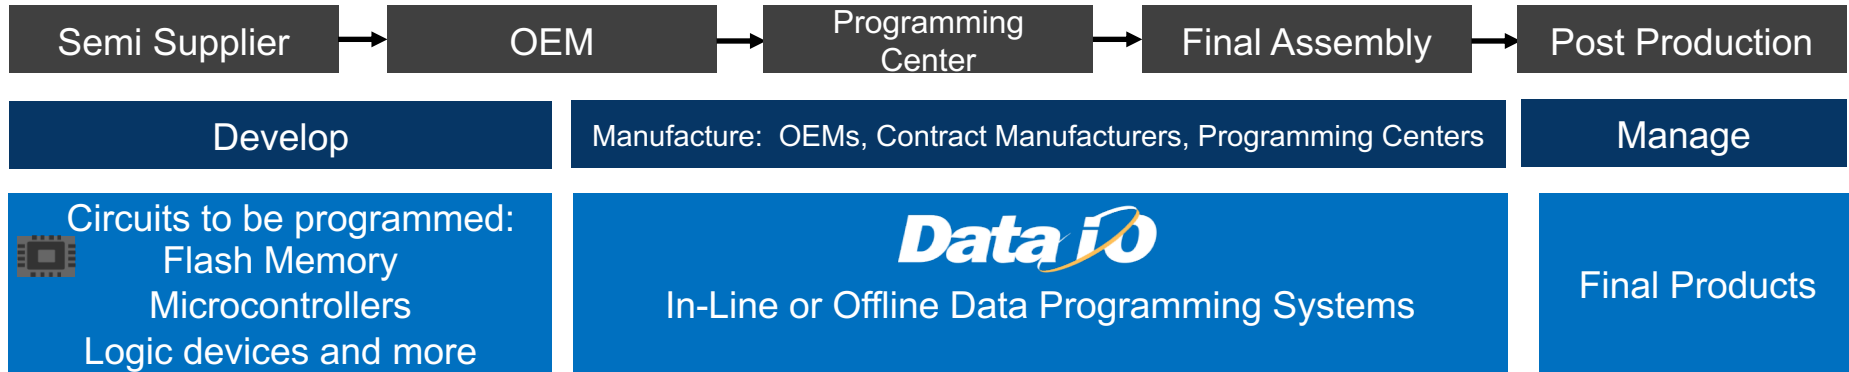 Semi Supplier
OEM
Programming
Center
Final Assembly
Post Production
Develop
Manufacture: OEMs, Contract Manufacturers, Programming Centers
Manage
Circuits to be programmed:
Flash Memory
Microcontrollers
Logic devices and more
Data iO
In-Line or Offline Data Programming Systems
Final Products